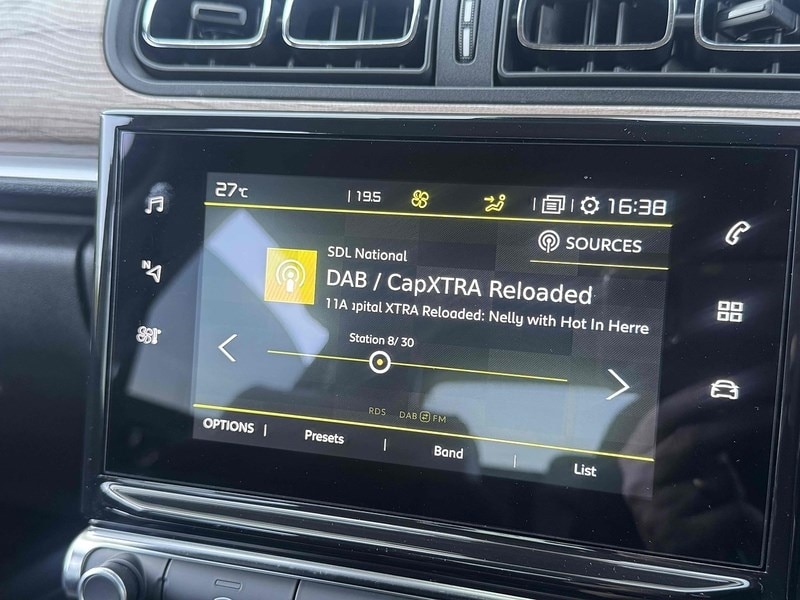 27°C | 19.5 | | 16:38
SOURCES
SDL National
DAB / CapXTRA Reloaded
11A ıpital XTRA Reloaded: Nelly with Hot In Herre
Station 8/ 30
RDS DAB FM
OPTIONS | Presets | Band | List
N